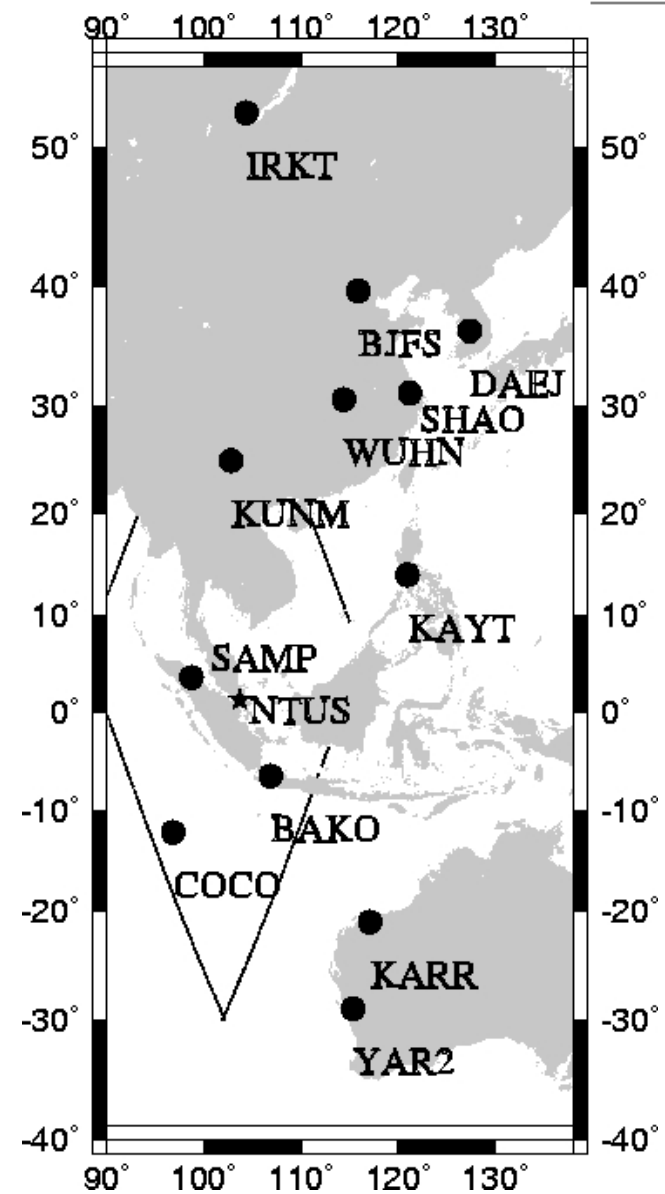 90° 100° 110° 120° 130°
IRKT
50° 50°
40° 40°
BJFS
DAEJ
30° 30°
SHAO
WUHN
KUNM
20° 20°
10° 10°
KAYT
SAMP
NTUS
0° 0°
-10° -10°
BAKO
COCO
-20° -20°
KARR
-30° -30°
YAR2
-40° -40°
90° 100° 110° 120° 130°